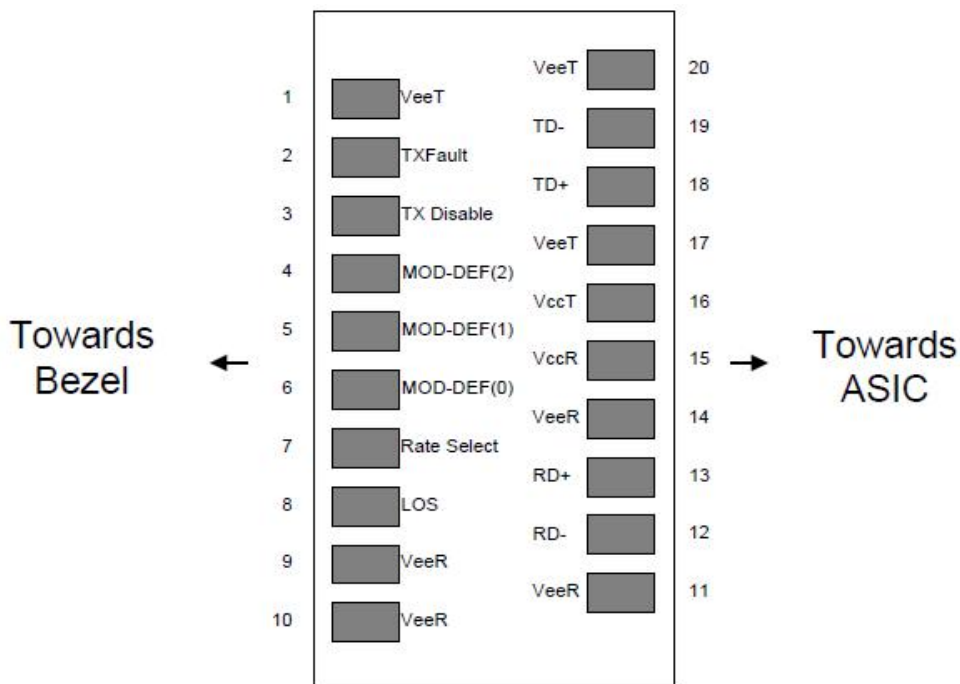 VeeT 20
1 VeeT
TD- 19
2 TXFault
TD+ 18
3 TX Disable
VeeT 17
4 MOD-DEF(2)
VccT 16
5 MOD-DEF(1)
Towards
Bezel
VccR 15
Towards
ASIC
6 MOD-DEF(0)
VeeR 14
7 Rate Select
RD+ 13
8 LOS
RD- 12
9 VeeR
VeeR 11
10 VeeR